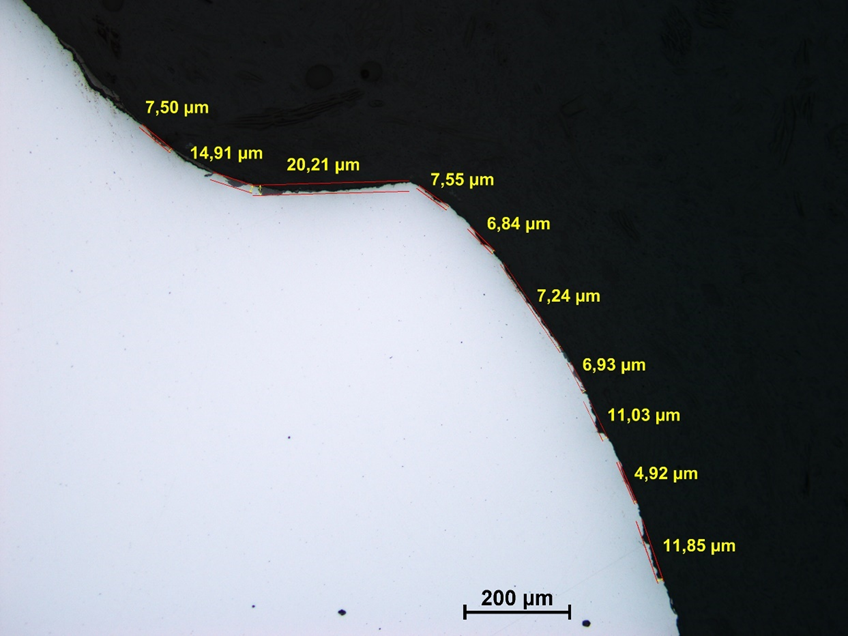 7,50 µm
14,91 µm
20,21 µm
7,55 µm
6,84 µm
7,24 µm
6,93 µm
11,03 µm
4,92 µm
11,85 µm
200 µm